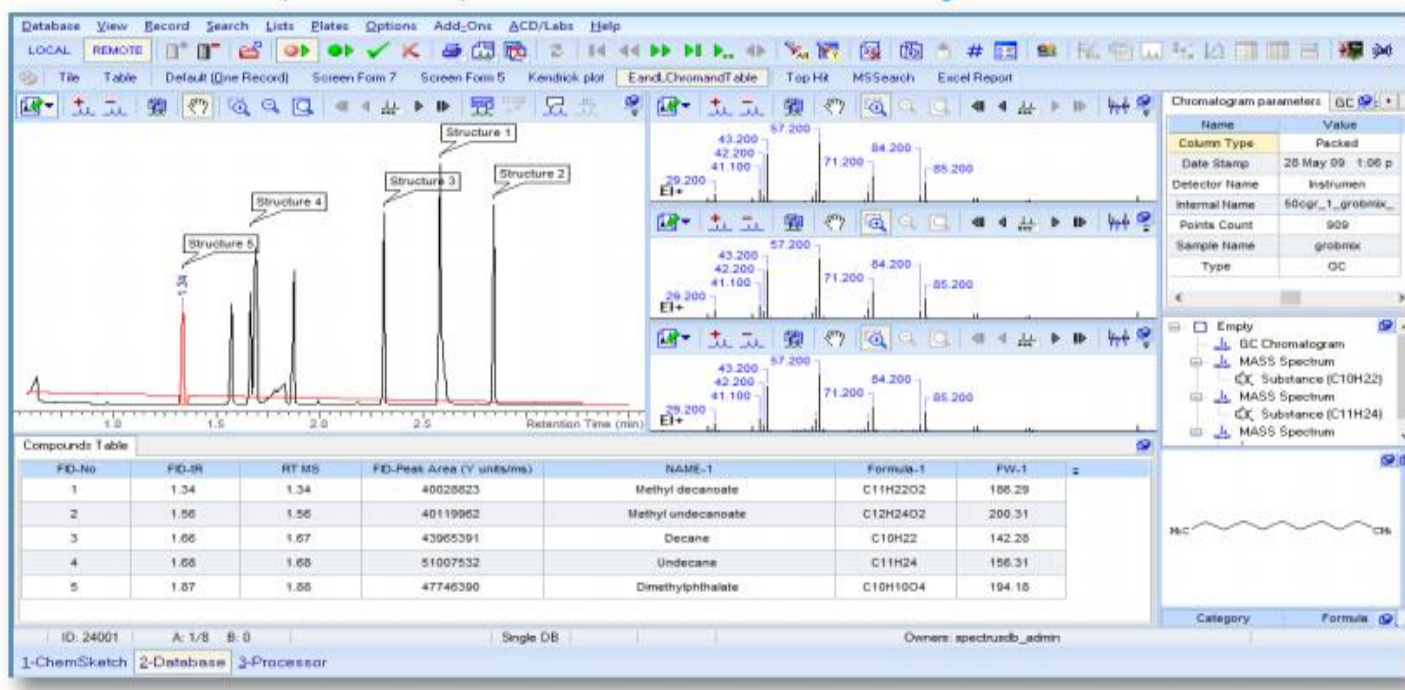 Database View Record Search Lists Plates Options Add-Ons ACD/Labs Help
LOCAL REMOTE
Tile Table Default (One Record) Screen Form 7 Screen Form 5 Kendrick plot EandLChromandTable Top Hit MSSearch Excel Report
Structure 1
Structure 2
Structure 3
Structure 4
Structure 5
1.34
1.0 1.5 2.0 2.5 Retention Time (min)
57.200
43.200
42.200
41.100
29.200
71.200
84.200
85.200
EI+
57.200
43.200
42.200
41.100
29.200
71.200
84.200
85.200
EI+
57.200
43.200
42.200
41.100
29.200
71.200
84.200
85.200
EI+
Chromatogram parameters GC
Name Value
Column Type Packed
Date Stamp 28 May 09 1:06 p
Detector Name Instrumen
Internal Name 50cgr_1_grobmix_
Points Count 909
Sample Name grobmix
Type GC
Empty
GC Chromatogram
MASS Spectrum
Substance (C10H22)
MASS Spectrum
Substance (C11H24)
MASS Spectrum
Compounds Table
FID-No FID-tR RT MS FID-Peak Area (Y units/ms) NAME-1 Formula-1 FW-1
1 1.34 1.34 40028823 Methyl decanoate C11H22O2 186.29
2 1.56 1.56 40119962 Methyl undecanoate C12H24O2 200.31
3 1.66 1.67 43965391 Decane C10H22 142.28
4 1.68 1.68 51007532 Undecane C11H24 156.31
5 1.87 1.88 47746390 Dimethylphthalate C10H10O4 194.18
H3C CH3
Category Formula
ID: 24001 A: 1/8 B: 0 Single DB Owners: spectrusdb_admin
1-ChemSketch 2-Database 3-Processor